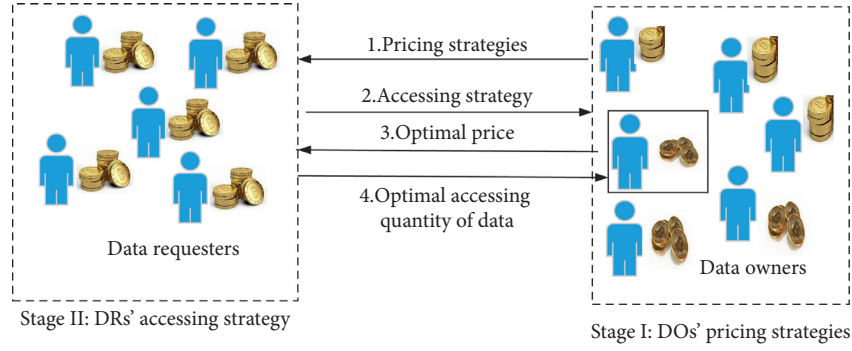 1.Pricing strategies
2.Accessing strategy
3.Optimal price
4.Optimal accessing
quantity of data
Data requesters
Data owners
Stage II: DRs' accessing strategy
Stage I: DOs' pricing strategies